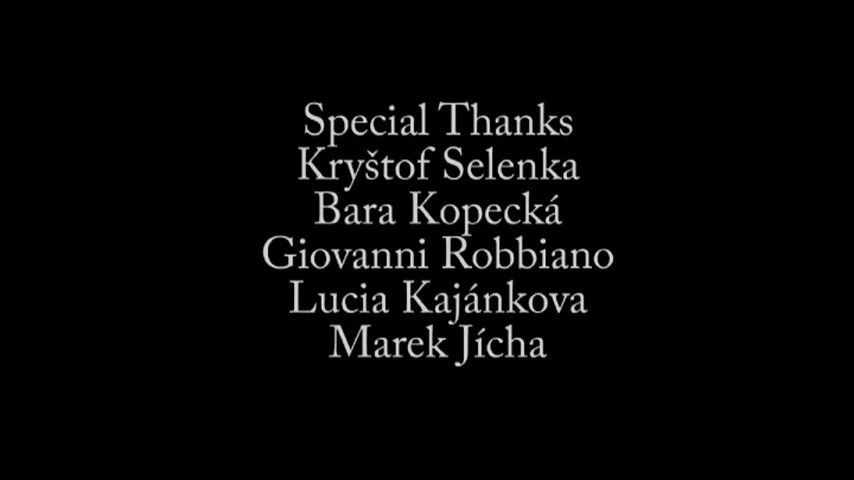 Special Thanks
Kryštof Selenka
Bara Kopecká
Giovanni Robbiano
Lucia Kajánkova
Marek Jícha